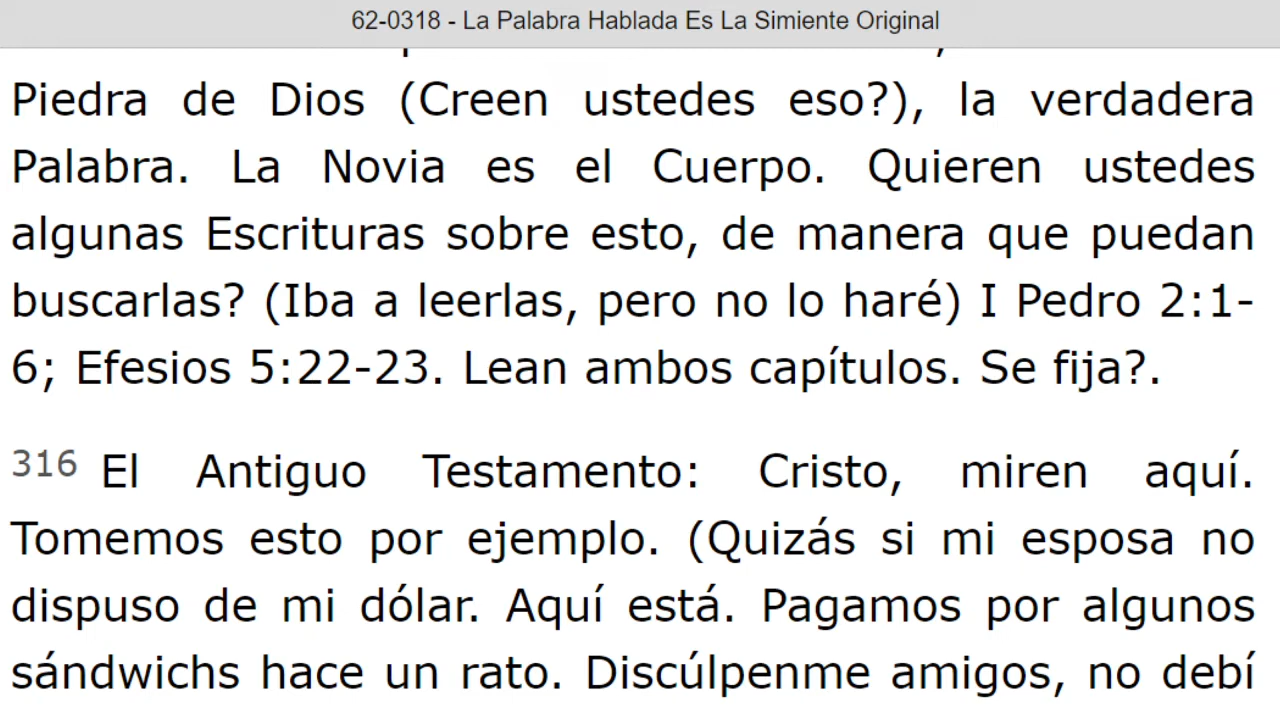 62-0318 - La Palabra Hablada Es La Simiente Original
Piedra de Dios (Creen ustedes eso?), la verdadera
Palabra. La Novia es el Cuerpo. Quieren ustedes
algunas Escrituras sobre esto, de manera que puedan
buscarlas? (Iba a leerlas, pero no lo haré) I Pedro 2:1-
6; Efesios 5:22-23. Lean ambos capítulos. Se fija?.
316 El Antiguo Testamento: Cristo, miren aquí.
Tomemos esto por ejemplo. (Quizás si mi esposa no
dispuso de mi dólar. Aquí está. Pagamos por algunos
sándwichs hace un rato. Discúlpenme amigos, no debí